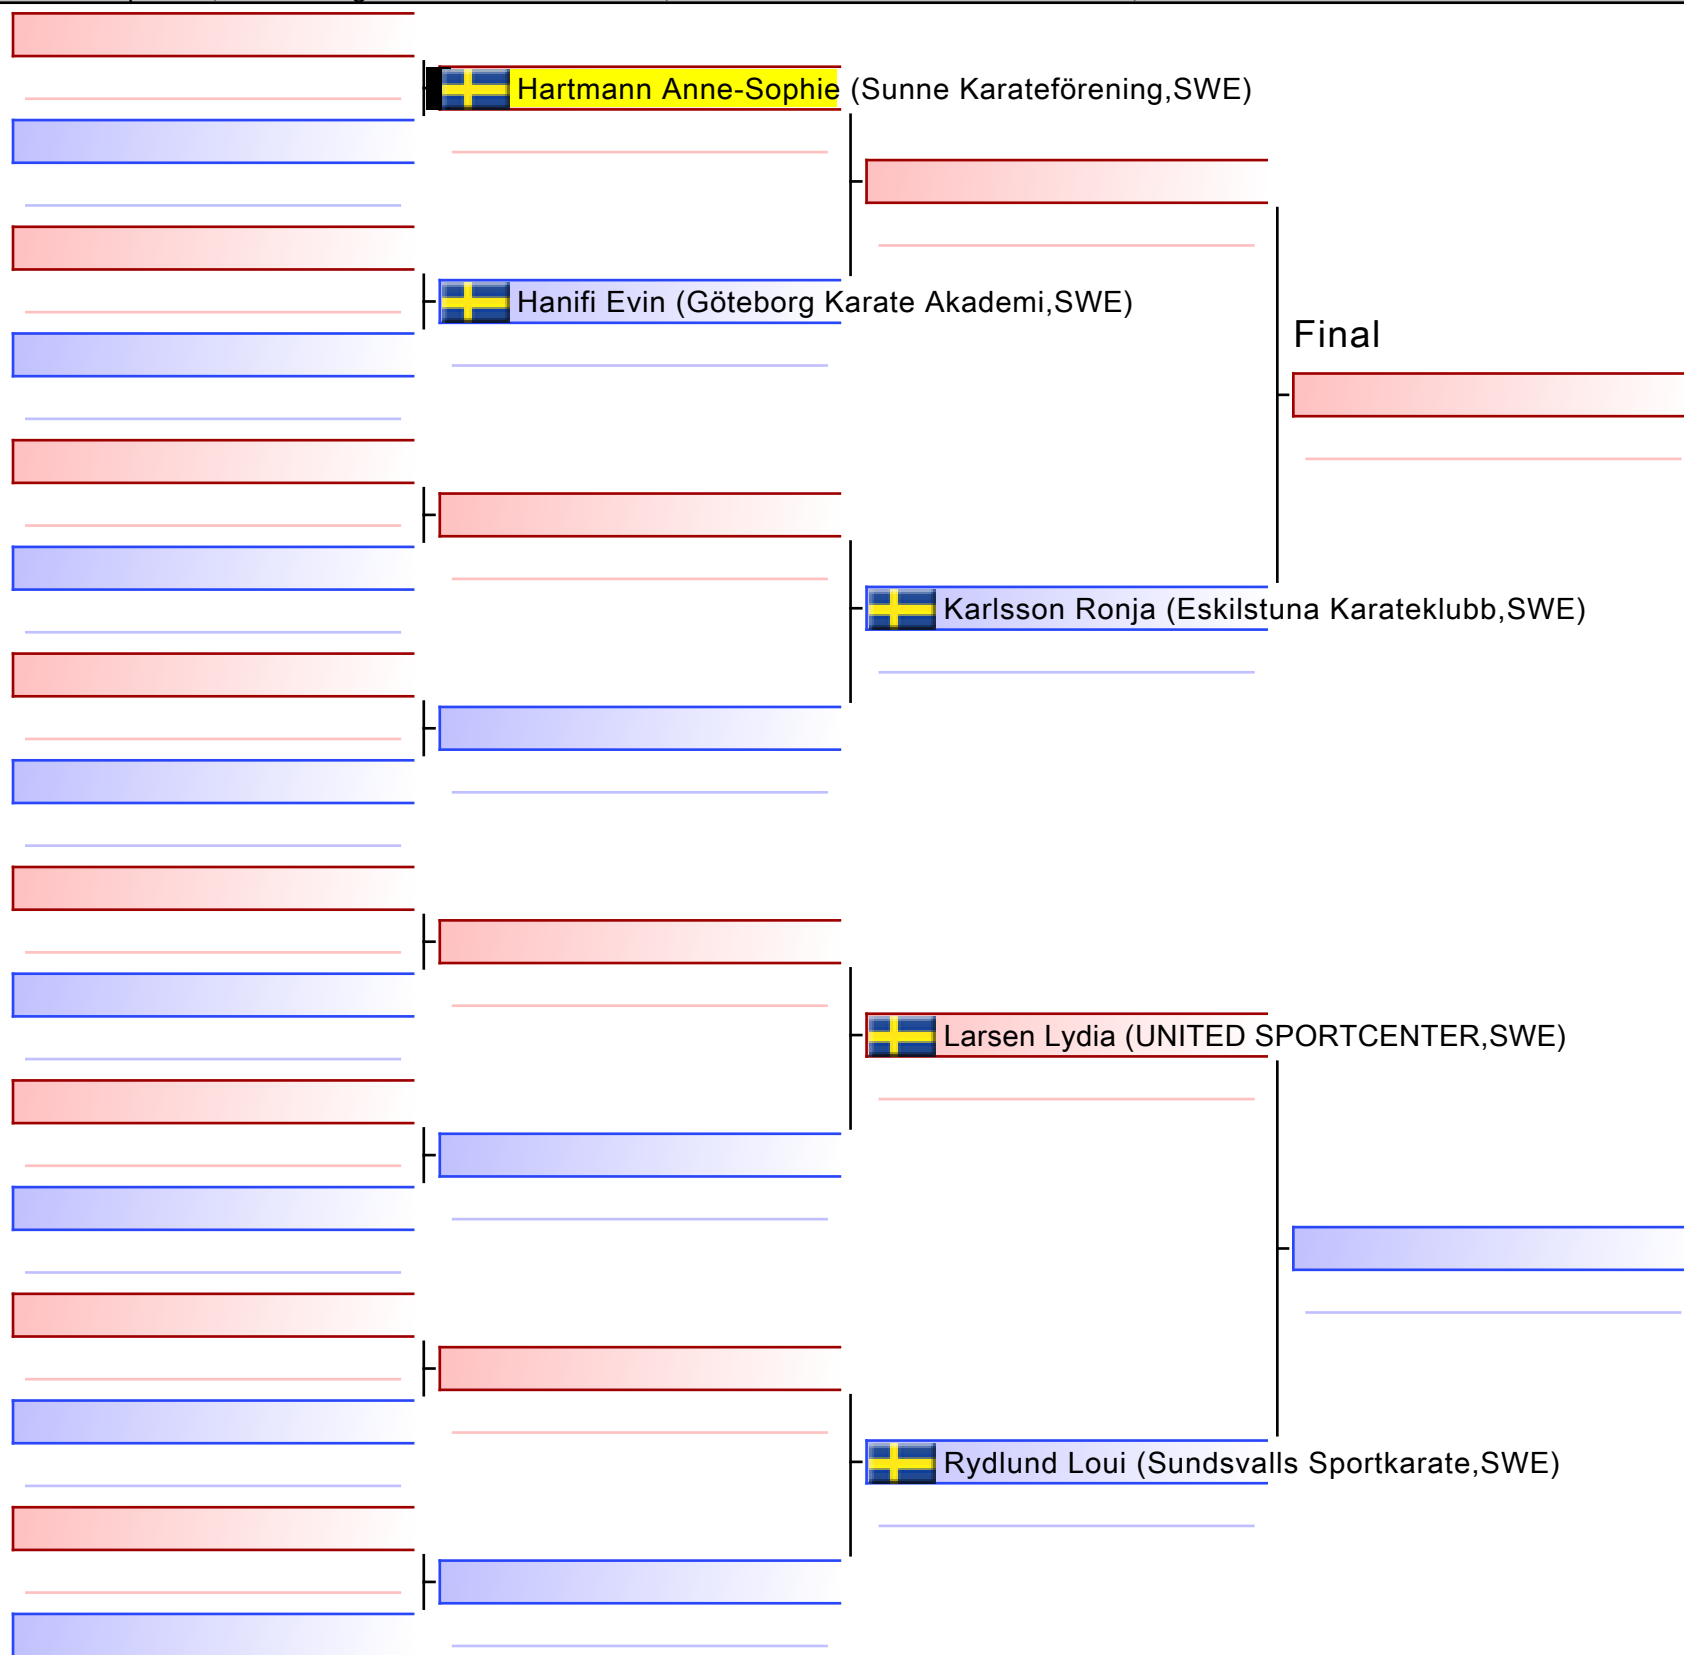 Hartmann Anne-Sophie (Sunne Karateförening,SWE)
Hanifi Evin (Göteborg Karate Akademi,SWE)
Final
Karlsson Ronja (Eskilstuna Karateklubb,SWE)
Larsen Lydia (UNITED SPORTCENTER,SWE)
Rydlund Loui (Sundsvalls Sportkarate,SWE)